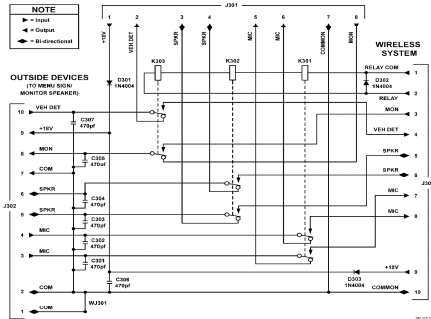 NOTE
= Input
= Output
= Bi-directional
J301
1 2 3 4 5 6 7 8
+18V
VEH DET
SPKR
SPKR
MIC
MIC
COMMON
MON
WIRELESS
SYSTEM
OUTSIDE DEVICES
(TO MENU SIGN/
MONITOR SPEAKER)
K303
K302
K301
D301
1N4004
RELAY COM
1
D302
1N4004
RELAY
2
MON
3
VEH DET
4
SPKR
5
SPKR
6
MIC
7
MIC
8
+18V
9
COMMON
10
D303
1N4004
10
VEH DET
C307
470pf
9
+18V
8
MON
C305
470pf
7
COM
6
SPKR
C304
470pf
5
SPKR
C303
470pf
4
MIC
C302
470pf
3
MIC
C301
470pf
C306
470pf
2
COM
WJ301
1
COM
J302
J30